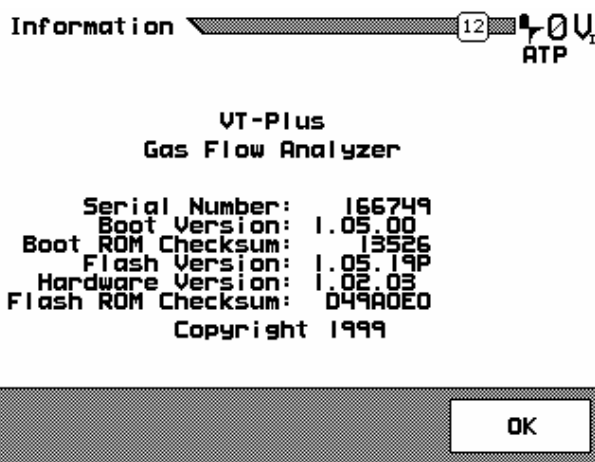 Information 12 0 V
ATP
VT-Plus
Gas Flow Analyzer
Serial Number: 166749
Boot Version: 1.05.00
Boot ROM Checksum: 13526
Flash Version: 1.05.19P
Hardware Version: 1.02.03
Flash ROM Checksum: D49A0E0
Copyright 1999
OK